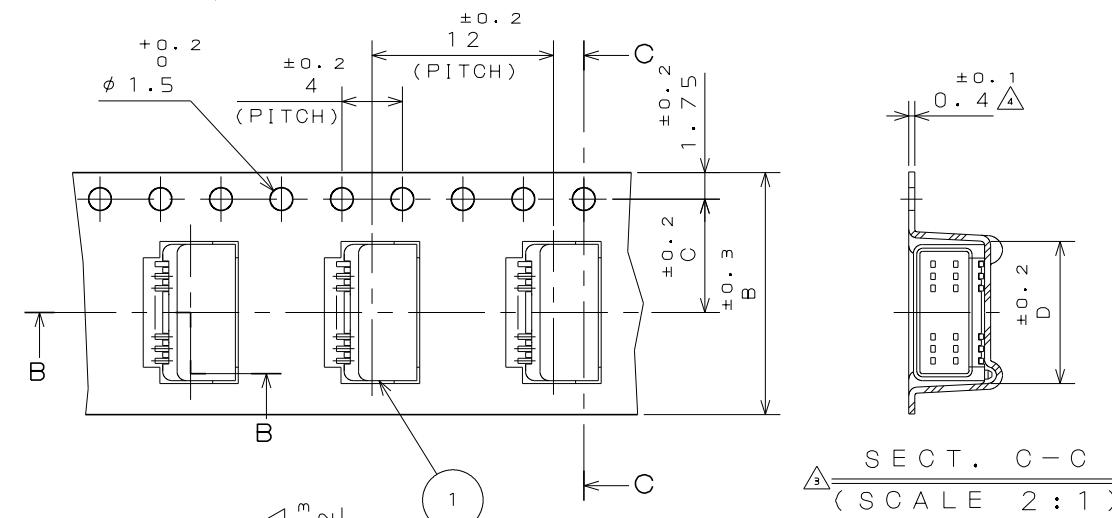 ±0.2
12
(PITCH)
+0.2
0
φ1.5
±0.2
4
(PITCH)
C
±0.2
1.75
±0.1
0.4 4
±0.2
C
±0.3
B
±0.2
D
B
B
C
1
SECT. C-C
3
(SCALE 2:1)